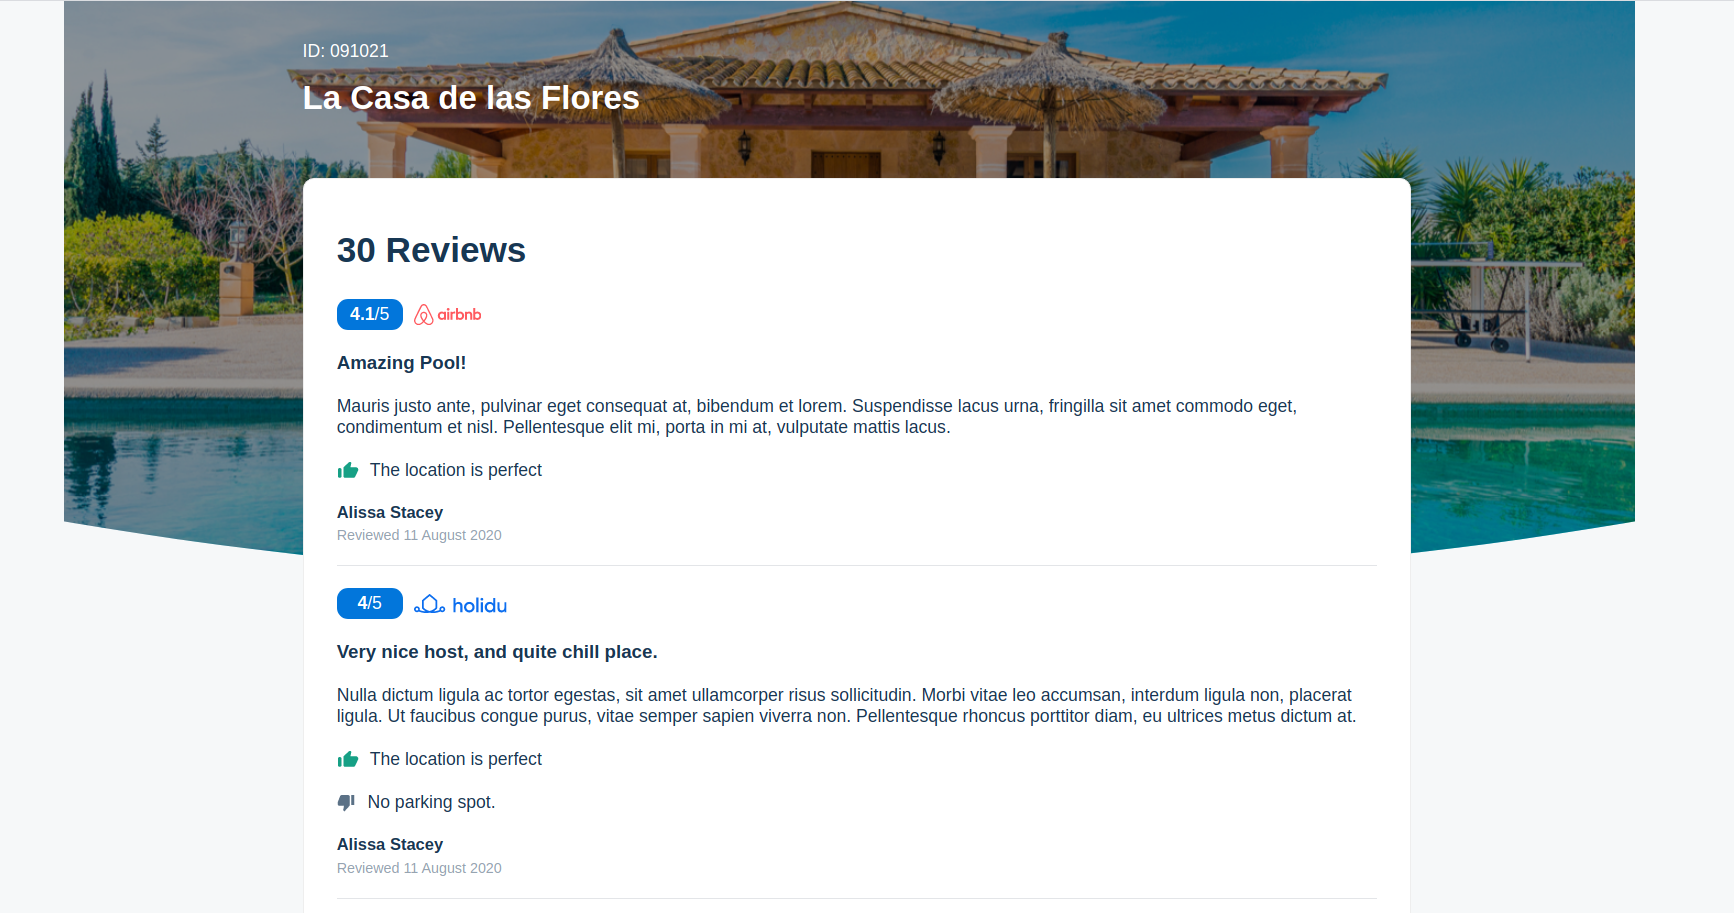 ID: 091021
La Casa de las Flores
30 Reviews
4.1/5 airbnb
Amazing Pool!
Mauris justo ante, pulvinar eget consequat at, bibendum et lorem. Suspendisse lacus urna, fringilla sit amet commodo eget,
condimentum et nisl. Pellentesque elit mi, porta in mi at, vulputate mattis lacus.
The location is perfect
Alissa Stacey
Reviewed 11 August 2020
4/5 holidu
Very nice host, and quite chill place.
Nulla dictum ligula ac tortor egestas, sit amet ullamcorper risus sollicitudin. Morbi vitae leo accumsan, interdum ligula non, placerat
ligula. Ut faucibus congue purus, vitae semper sapien viverra non. Pellentesque rhoncus porttitor diam, eu ultrices metus dictum at.
The location is perfect
No parking spot.
Alissa Stacey
Reviewed 11 August 2020